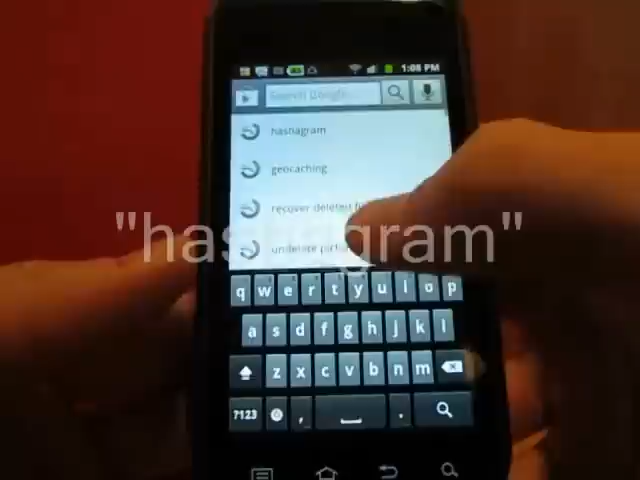 1:08 PM
Search Google...
hashagram
geocaching
recover deleted
undelete
"hashagram"
q w e r t y u i o p
a s d f g h j k l
z x c v b n m
?123 , .